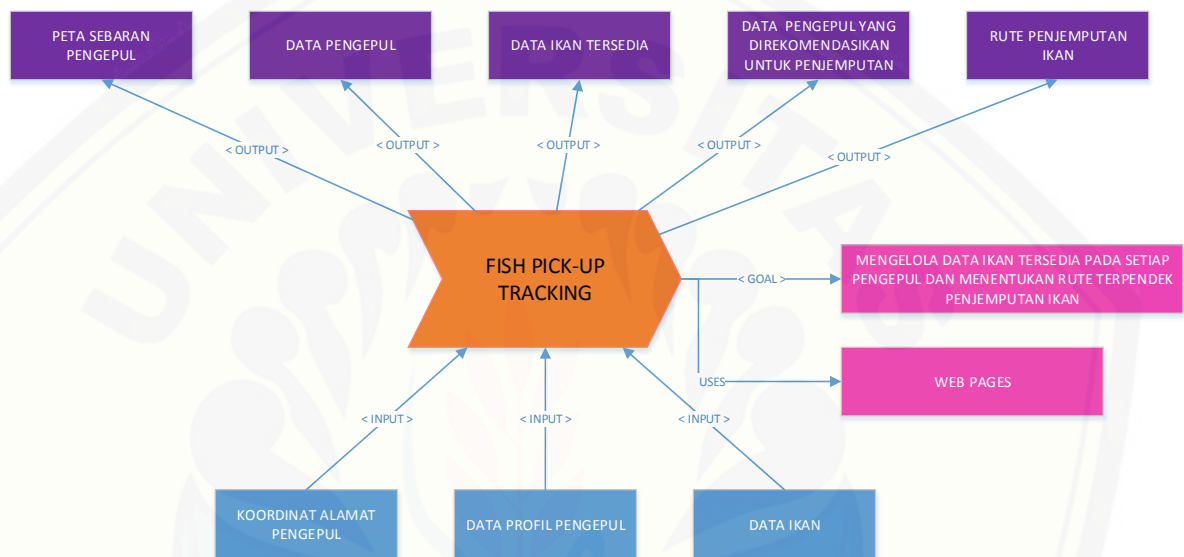 PETA SEBARAN
PENGEPUL
DATA PENGEPUL
DATA IKAN TERSEDIA
DATA PENGEPUL YANG
DIREKOMENDASIKAN
UNTUK PENJEMPUTAN
RUTE PENJEMPUTAN
IKAN
< OUTPUT >
< OUTPUT >
< OUTPUT >
< OUTPUT >
< OUTPUT >
UNIVERSITAS
FISH PICK-UP
TRACKING
< GOAL >
MENGELOLA DATA IKAN TERSEDIA PADA SETIAP
PENGEPUL DAN MENENTUKAN RUTE TERPENDEK
PENJEMPUTAN IKAN
USES
WEB PAGES
< INPUT >
< INPUT >
< INPUT >
KOORDINAT ALAMAT
PENGEPUL
DATA PROFIL PENGEPUL
DATA IKAN